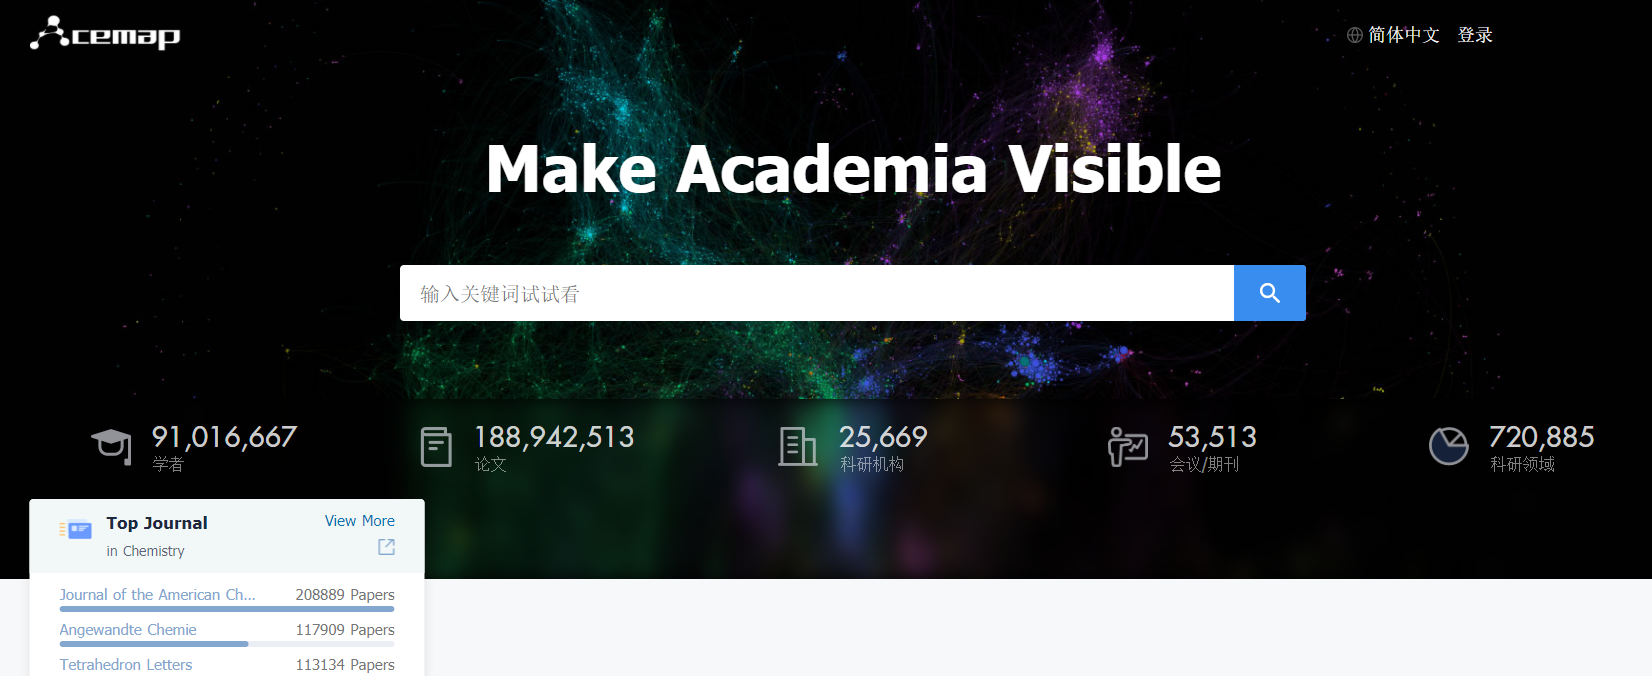 Acemap
简体中文 登录
Make Academia Visible
输入关键词试试看
91,016,667 188,942,513 25,669 53,513 720,885
学者 论文 科研机构 会议/期刊 科研领域
Top Journal View More
in Chemistry
Journal of the American Ch... 208889 Papers
Angewandte Chemie 117909 Papers
Tetrahedron Letters 113134 Papers